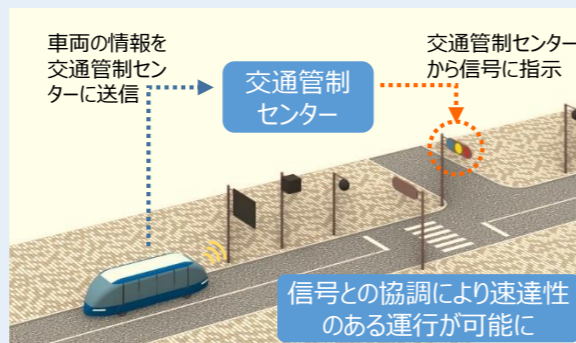 車両の情報を
交通管制セン
ターに送信
交通管制
センター
交通管制センター
から信号に指示
信号との協調により速達性
のある運行が可能に